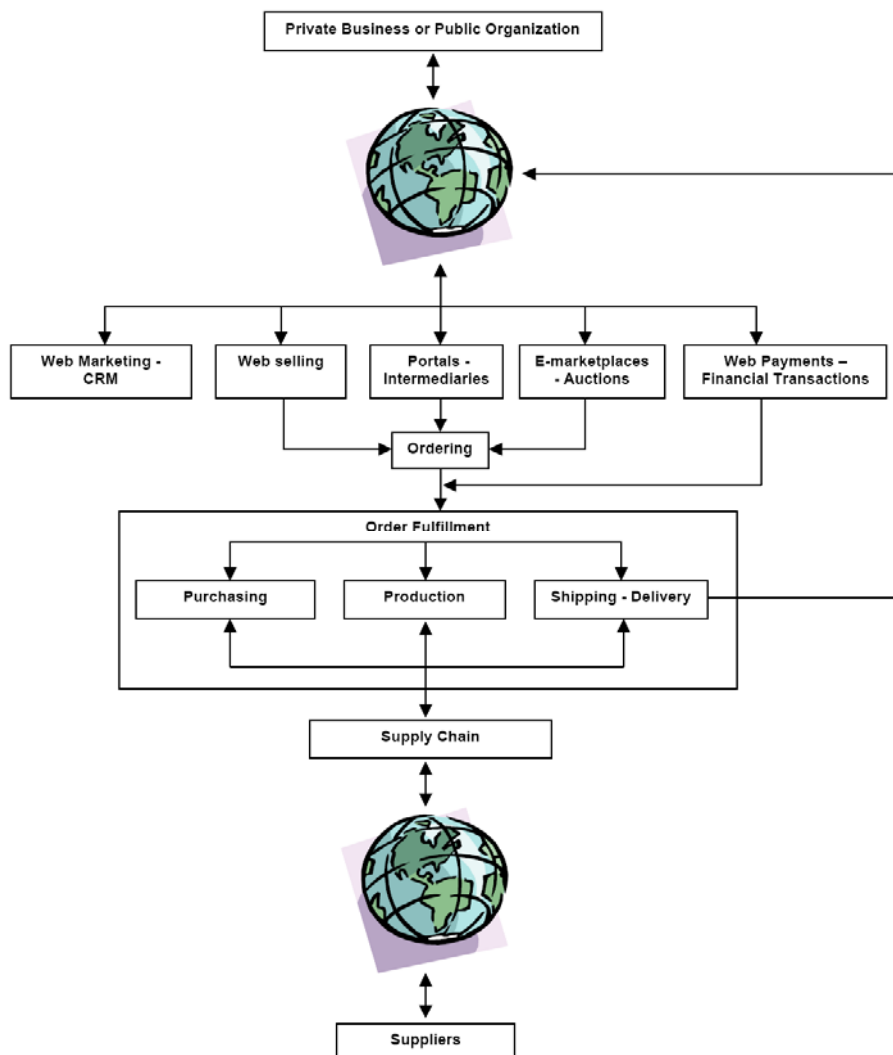 Private Business or Public Organization
Web Marketing -
CRM
Web selling
Portals -
Intermediaries
E-marketplaces
- Auctions
Web Payments –
Financial Transactions
Ordering
Order Fulfillment
Purchasing
Production
Shipping - Delivery
Supply Chain
Suppliers